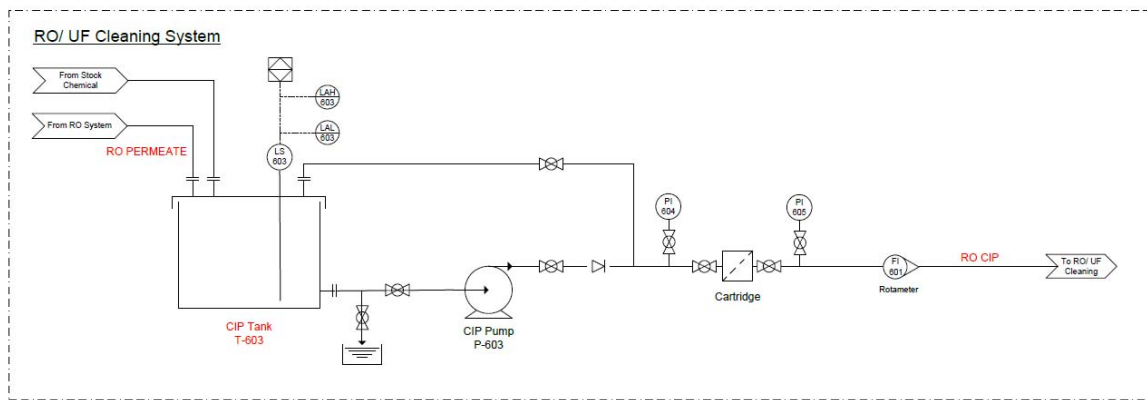 RO/ UF Cleaning System
From Stock
Chemical
From RO System
RO PERMEATE
LAH
603
LAL
603
LS
603
PI
604
PI
605
FI
601
Rotameter
RO CIP
To RO/ UF
Cleaning
Cartridge
CIP Tank
T-603
CIP Pump
P-603